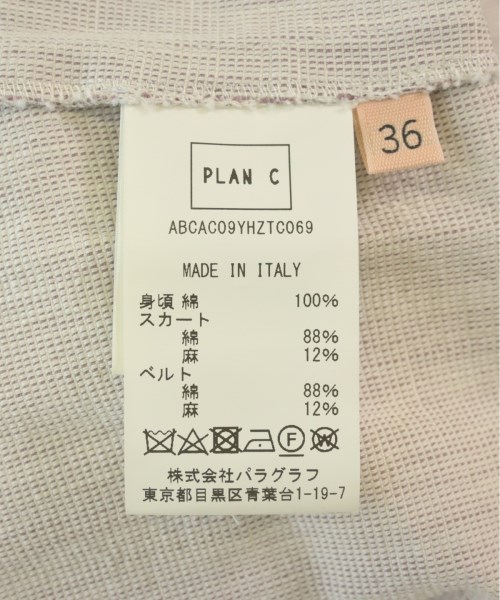 36
PLAN C
ABCAC09YHZTC069
MADE IN ITALY
身頃 綿 100%
スカート
綿 88%
麻 12%
ベルト
綿 88%
麻 12%
F W
株式会社パラグラフ
東京都目黒区青葉台1-19-7